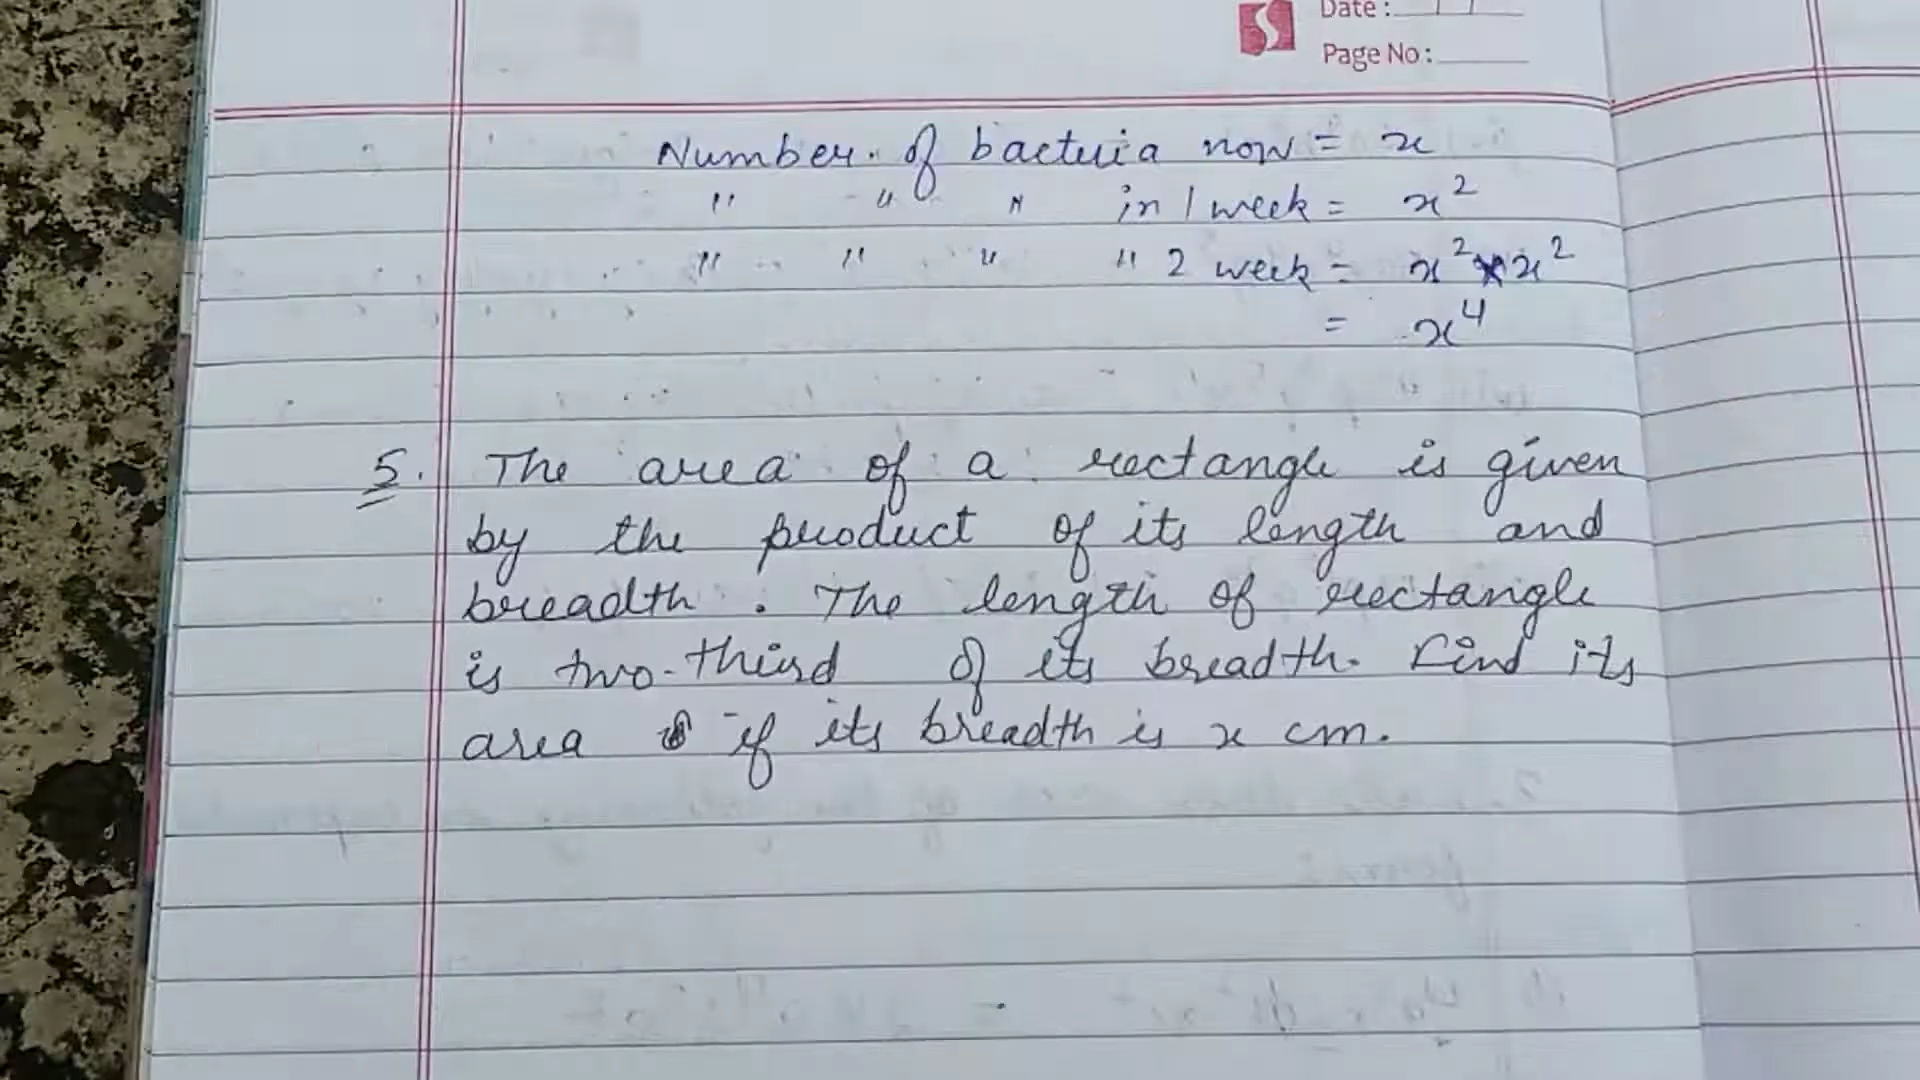 Date :
Page No :
Number of bacteria now = x
" " " in 1 week = x²
" " " " 2 week = x² × x²
= x⁴
5. The area of a rectangle is given
by the product of its length and
breadth. The length of rectangle
is two-third of its breadth. Find its
area if its breadth is x cm.